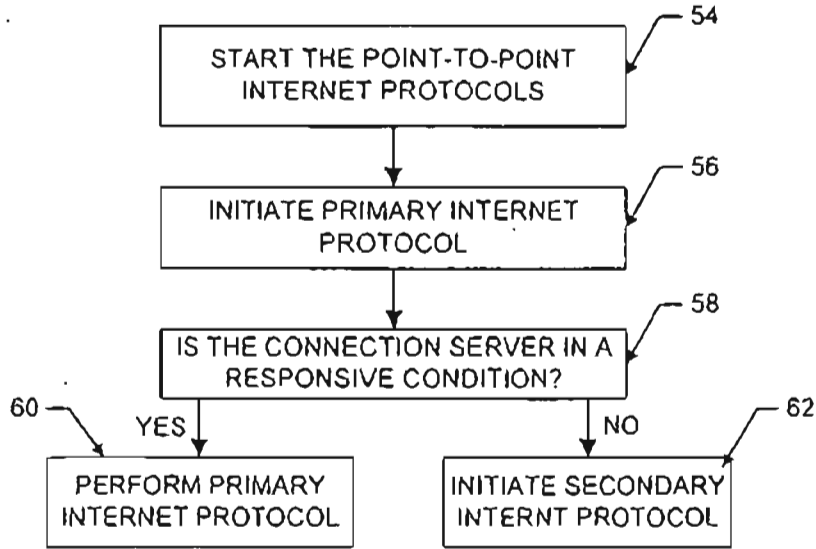 54
START THE POINT-TO-POINT
INTERNET PROTOCOLS
56
INITIATE PRIMARY INTERNET
PROTOCOL
58
IS THE CONNECTION SERVER IN A
RESPONSIVE CONDITION?
60
YES
NO
62
PERFORM PRIMARY
INTERNET PROTOCOL
INITIATE SECONDARY
INTERNT PROTOCOL